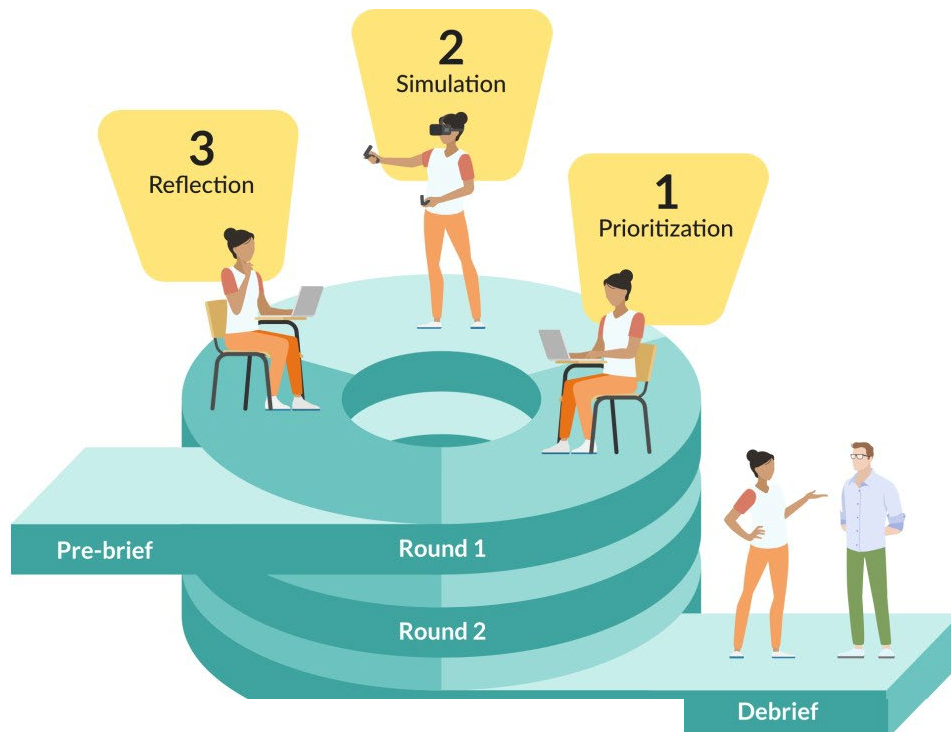 2
Simulation
3
Reflection
1
Prioritization
Pre-brief
Round 1
Round 2
Debrief